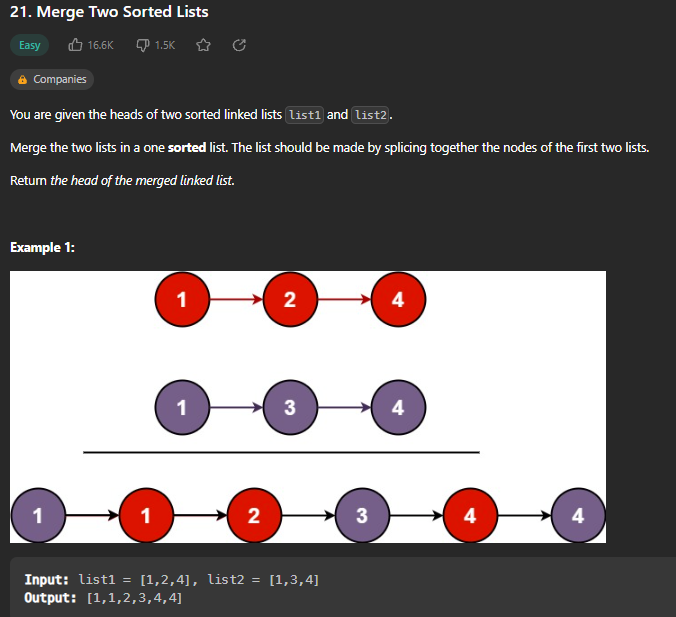 21. Merge Two Sorted Lists
Easy 16.6K 1.5K
Companies
You are given the heads of two sorted linked lists list1 and list2.
Merge the two lists in a one sorted list. The list should be made by splicing together the nodes of the first two lists.
Return the head of the merged linked list.
Example 1:
1 2 4
1 3 4
1 1 2 3 4 4
Input: list1 = [1,2,4], list2 = [1,3,4]
Output: [1,1,2,3,4,4]